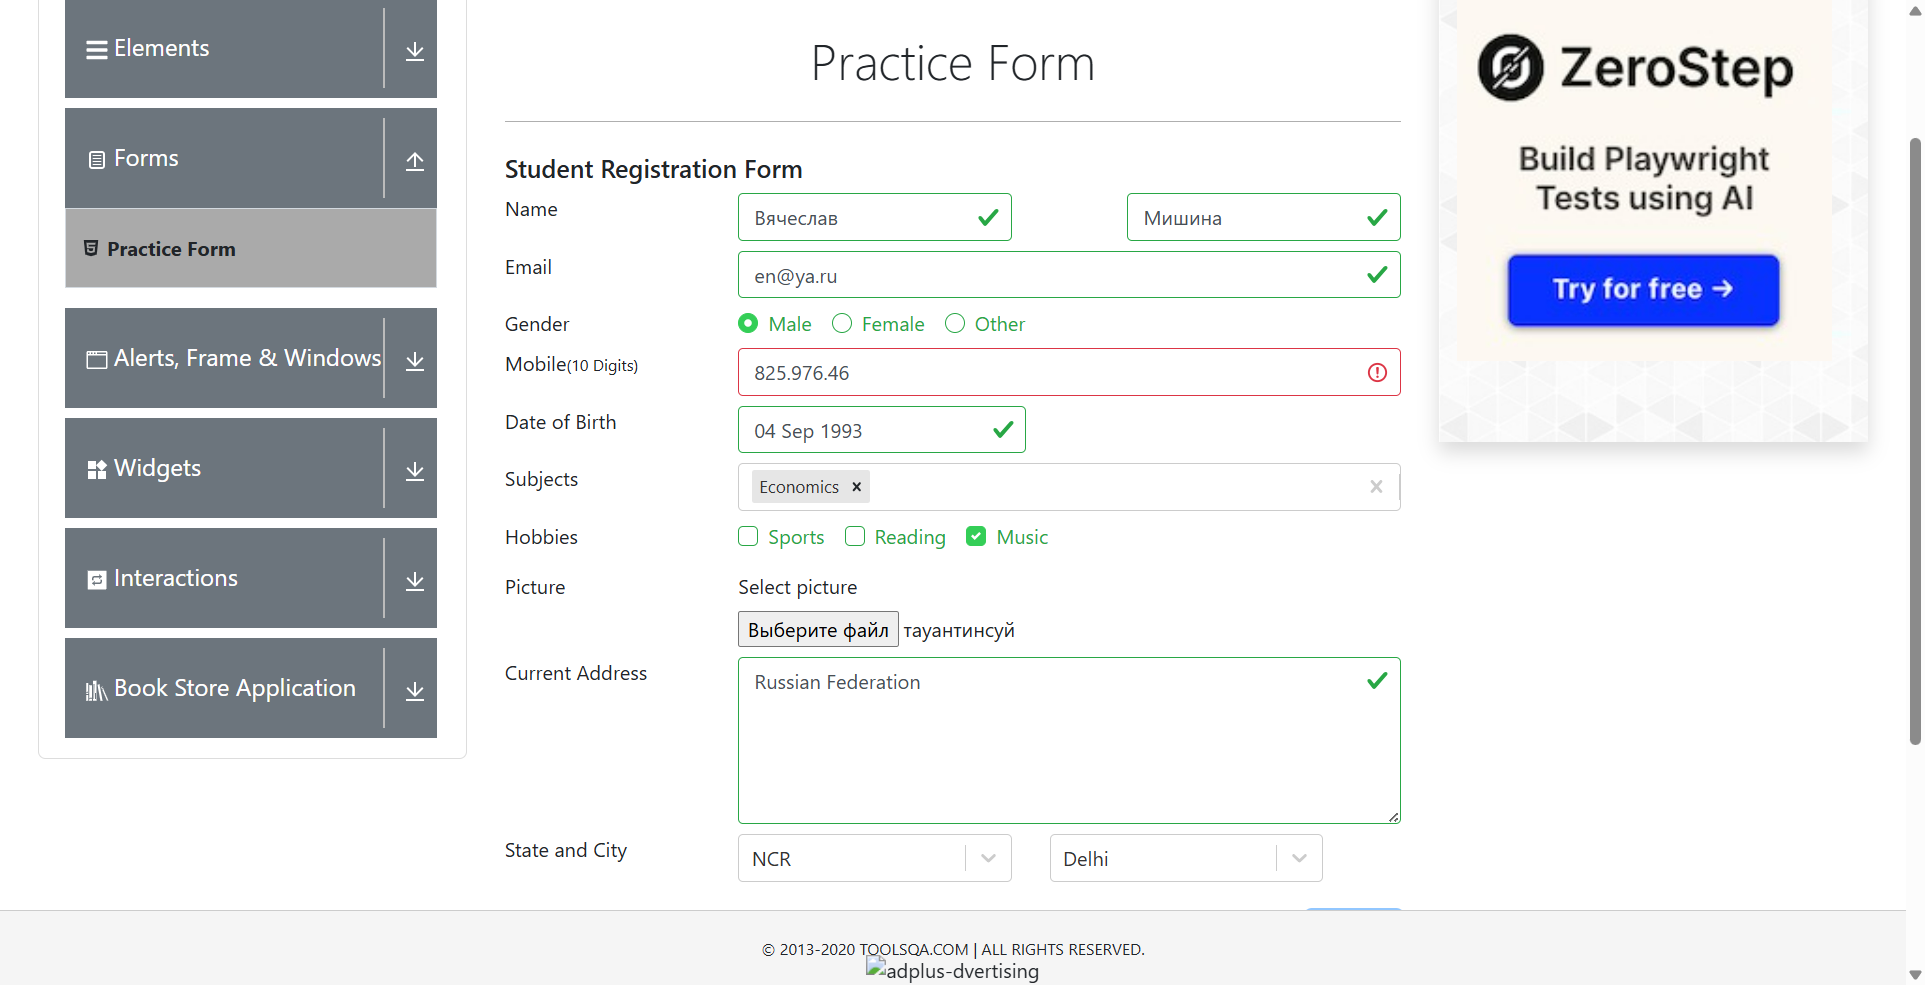 Elements
Forms
Practice Form
Alerts, Frame & Windows
Widgets
Interactions
Book Store Application
Practice Form
Student Registration Form
Name
Вячеслав
Мишина
Email
en@ya.ru
Gender
Male
Female
Other
Mobile(10 Digits)
825.976.46
Date of Birth
04 Sep 1993
Subjects
Economics
Hobbies
Sports
Reading
Music
Picture
Select picture
Выберите файл тауантинсуй
Current Address
Russian Federation
State and City
NCR
Delhi
© 2013-2020 TOOLSQA.COM | ALL RIGHTS RESERVED.
adplus-dvertising
ZeroStep
Build Playwright
Tests using AI
Try for free →